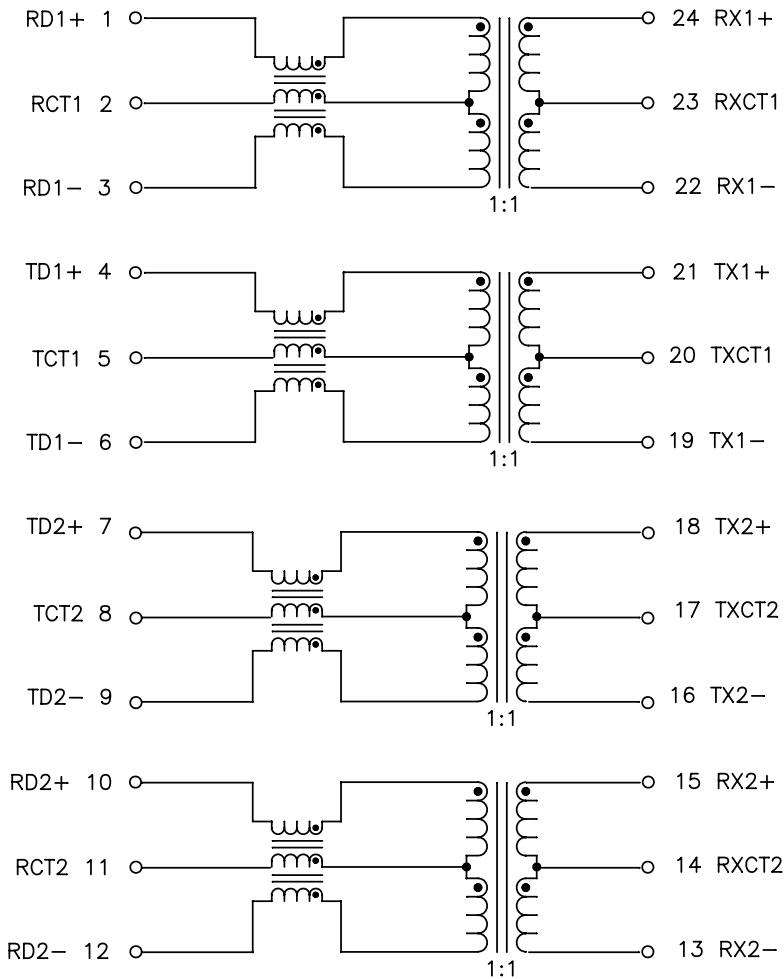 RD1+ 1 24 RX1+
RCT1 2 23 RXCT1
RD1− 3 22 RX1−
1:1
TD1+ 4 21 TX1+
TCT1 5 20 TXCT1
TD1− 6 19 TX1−
1:1
TD2+ 7 18 TX2+
TCT2 8 17 TXCT2
TD2− 9 16 TX2−
1:1
RD2+ 10 15 RX2+
RCT2 11 14 RXCT2
RD2− 12 13 RX2−
1:1